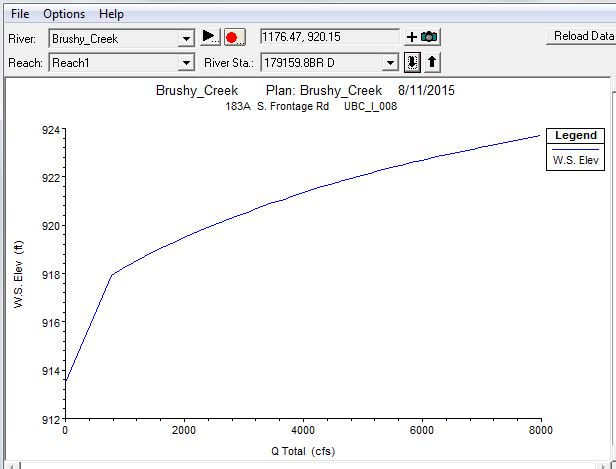 File Options Help
River: Brushy_Creek 1176.47, 920.15 Reload Data
Reach: Reach1 River Sta.: 179159.8BR D
Brushy_Creek Plan: Brushy_Creek 8/11/2015
183A S. Frontage Rd UBC_I_008
924
922
920
918
916
914
912
W.S. Elev (ft)
0 2000 4000 6000 8000
Q Total (cfs)
Legend
W.S. Elev